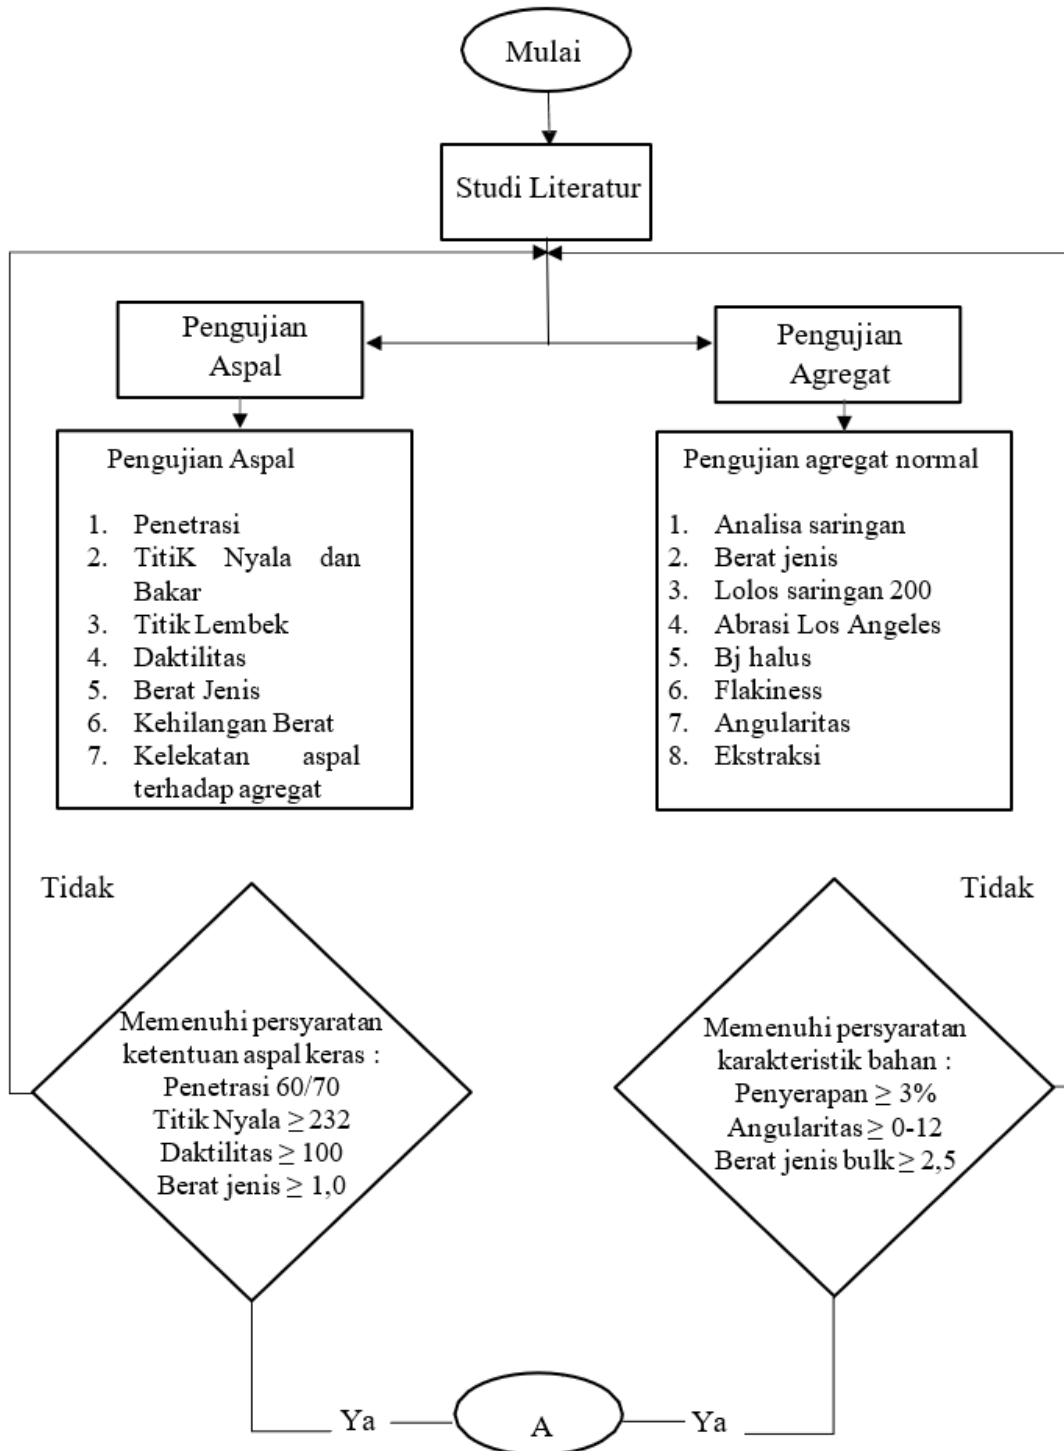 Mulai
Studi Literatur
Pengujian
Aspal
Pengujian
Agregat
Pengujian Aspal
1. Penetrasi
2. TitiK Nyala dan
Bakar
3. Titik Lembek
4. Daktilitas
5. Berat Jenis
6. Kehilangan Berat
7. Kelekatan aspal
terhadap agregat
Pengujian agregat normal
1. Analisa saringan
2. Berat jenis
3. Lolos saringan 200
4. Abrasi Los Angeles
5. Bj halus
6. Flakiness
7. Angularitas
8. Ekstraksi
Tidak
Tidak
Memenuhi persyaratan
ketentuan aspal keras :
Penetrasi 60/70
Titik Nyala ≥ 232
Daktilitas ≥ 100
Berat jenis ≥ 1,0
Memenuhi persyaratan
karakteristik bahan :
Penyerapan ≥ 3%
Angularitas ≥ 0-12
Berat jenis bulk ≥ 2,5
Ya
A
Ya